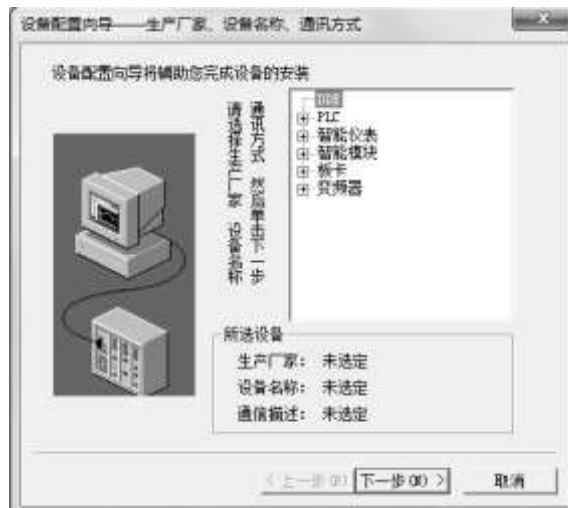 设备配置向导——生产厂家、设备名称、通讯方式
设备配置向导将辅助您完成设备的安装
请选择生产厂家 设备名称
通讯方式 然后单击下一步
DDE
PLC
智能仪表
智能模块
板卡
变频器
所选设备
生产厂家: 未选定
设备名称: 未选定
通信描述: 未选定
< 上一步(B) 下一步(N) > 取消